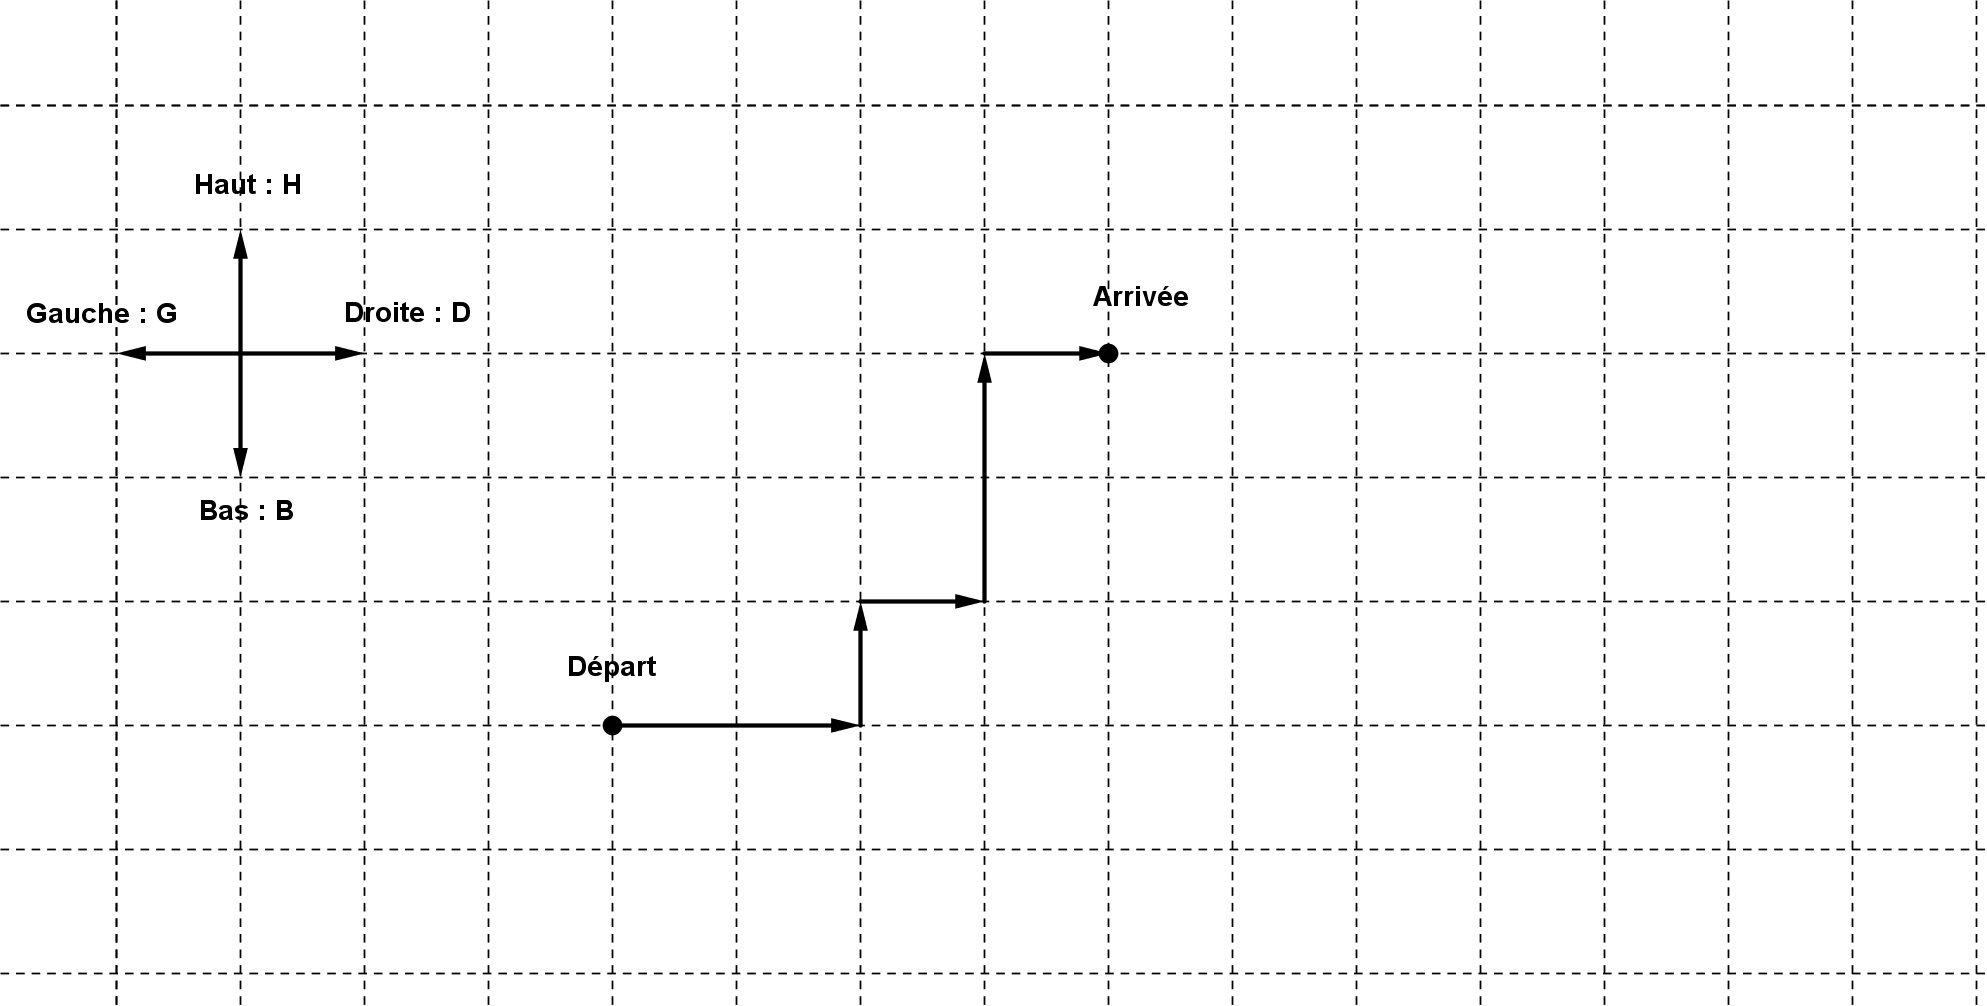 Haut : H
Gauche : G
Droite : D
Bas : B
Arrivée
Départ